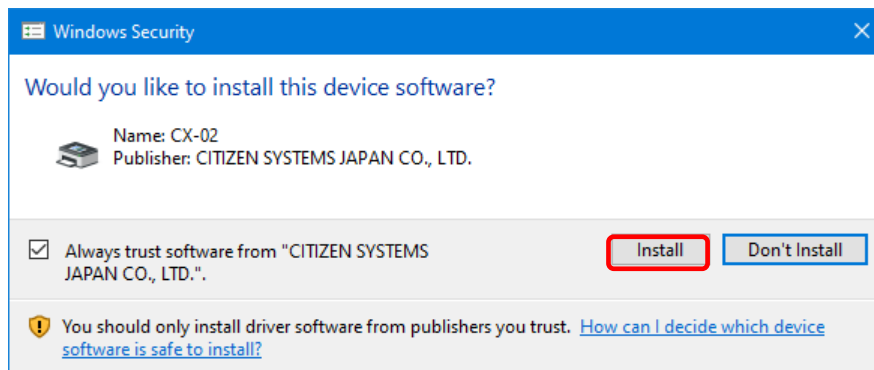 Windows Security
Would you like to install this device software?
Name: CX-02
Publisher: CITIZEN SYSTEMS JAPAN CO., LTD.
Always trust software from "CITIZEN SYSTEMS
JAPAN CO., LTD.".
Install
Don't Install
You should only install driver software from publishers you trust. How can I decide which device
software is safe to install?